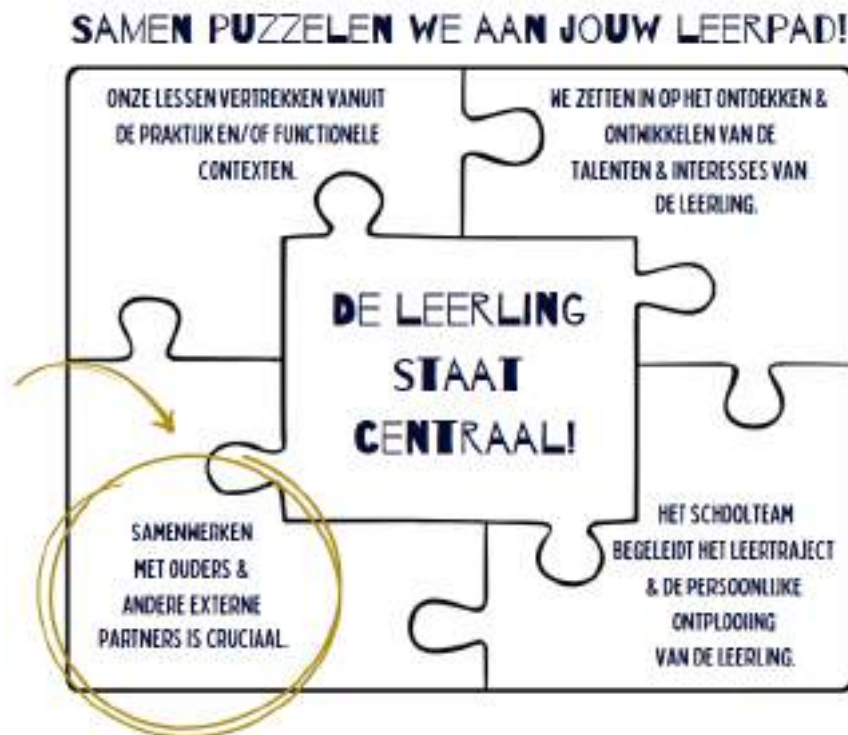 SAMEN PUZZELEN WE AAN JOUW LEERPAD!
ONZE LESSEN VERTREKKEN VANUIT
DE PRAKTIJK EN/OF FUNCTIONELE
CONTEXTEN.
WE ZETTEN IN OP HET ONTDEKKEN &
ONTWIKKELEN VAN DE
TALENTEN & INTERESSES VAN
DE LEERLING.
DE LEERLING
STAAT
CENTRAAL!
SAMENWERKEN
MET OUDERS &
ANDERE EXTERNE
PARTNERS IS CRUCIAAL.
HET SCHOOLTEAM
BEGELEIDT HET LEERTRAJECT
& DE PERSOONLIJKE
ONTPLOOIING
VAN DE LEERLING.